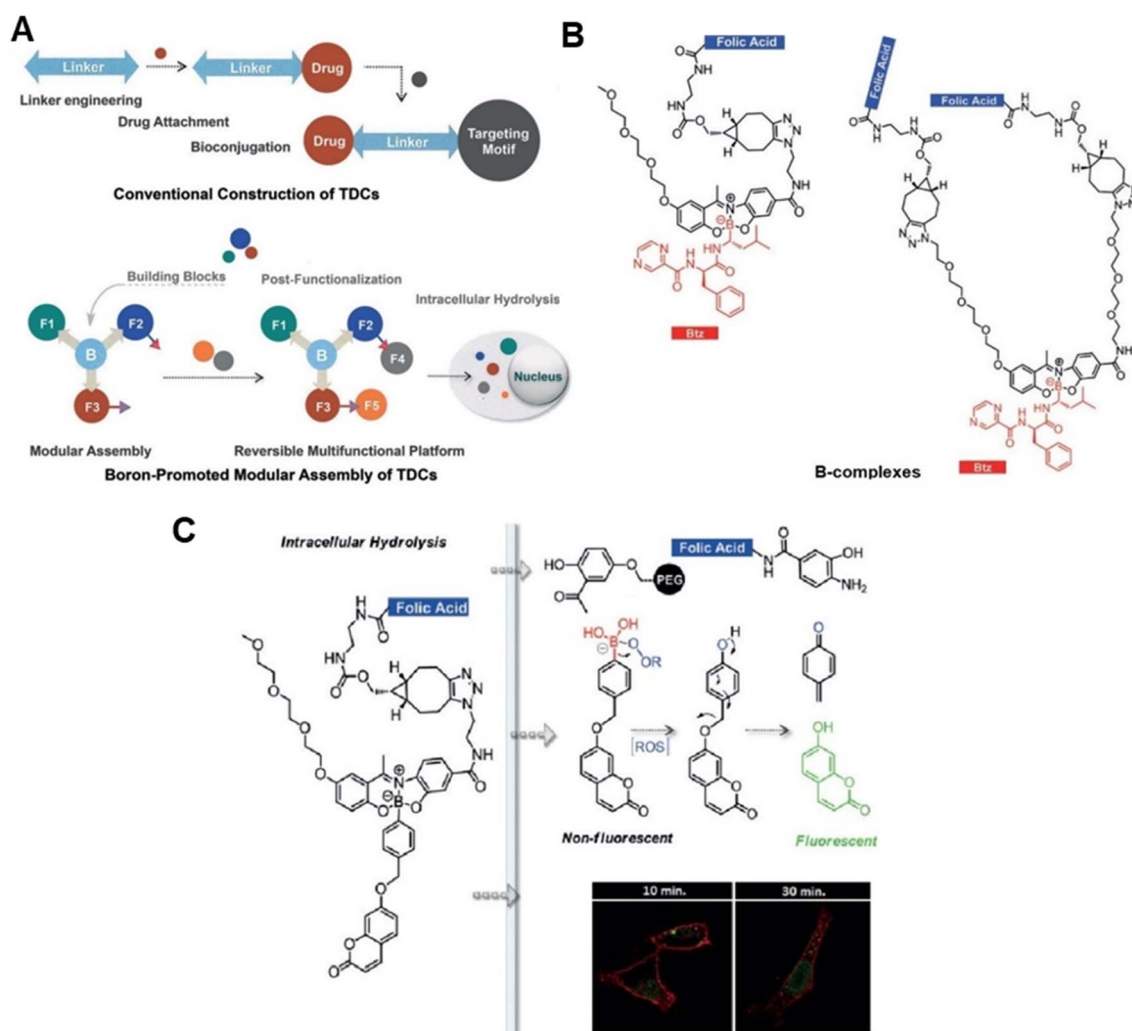 A
Linker
Linker
Drug
Linker engineering
Drug Attachment
Bioconjugation
Drug
Linker
Targeting
Motif
Conventional Construction of TDCs
Building Blocks
Post-Functionalization
Intracellular Hydrolysis
F1
F2
B
F3
F1
F2
B
F4
F3
F5
Nucleus
Modular Assembly
Reversible Multifunctional Platform
Boron-Promoted Modular Assembly of TDCs
B
Folic Acid
Folic Acid
Folic Acid
Btz
Btz
B-complexes
C
Intracellular Hydrolysis
Folic Acid
Folic Acid
PEG
[ROS]
Non-fluorescent
Fluorescent
10 min.
30 min.